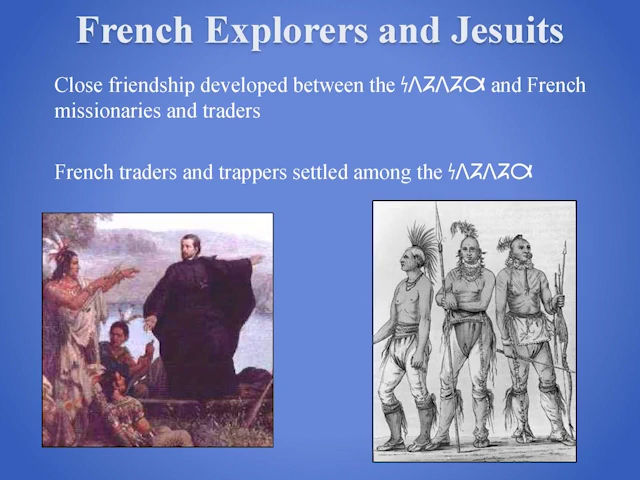 French Explorers and Jesuits
Close friendship developed between the 𐓏𐒰𐓓𐒰𐓓𐒷 and French
missionaries and traders
French traders and trappers settled among the 𐓏𐒰𐓓𐒰𐓓𐒷